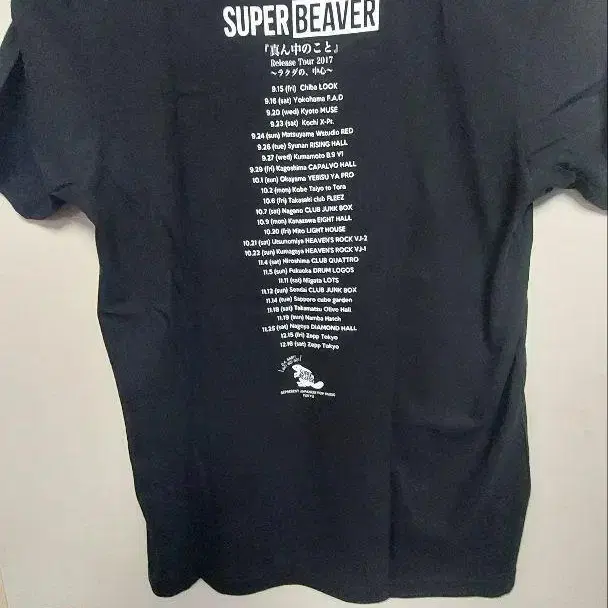 SUPER BEAVER
『真ん中のこと』
Release Tour 2017
〜ラクダの、中心〜
9.15 (fri) Chiba LOOK
9.16 (sat) Yokohama F.A.D
9.20 (wed) Kyoto MUSE
9.23 (sat) Kochi X-Pt.
9.24 (sun) Matsuyama Wstudio RED
9.26 (tue) Syunan RISING HALL
9.27 (wed) Kumamoto B.9 V1
9.29 (fri) Kagoshima CAPALVO HALL
10.1 (sun) Okayama YEBISU YA PRO
10.2 (mon) Kobe Taiyo to Tora
10.6 (fri) Takasaki club FLEEZ
10.7 (sat) Nagano CLUB JUNK BOX
10.9 (mon) Kanazawa EIGHT HALL
10.20 (fri) Mito LIGHT HOUSE
10.21 (sat) Utsunomiya HEAVEN'S ROCK VJ-2
10.22 (sun) Kumagaya HEAVEN'S ROCK VJ-1
11.4 (sat) Hiroshima CLUB QUATTRO
11.5 (sun) Fukuoka DRUM LOGOS
11.11 (sat) Niigata LOTS
11.12 (sun) Sendai CLUB JUNK BOX
11.14 (tue) Sapporo cube garden
11.18 (sat) Takamatsu Olive Hall
11.19 (sun) Namba Hatch
11.25 (sat) Nagoya DIAMOND HALL
12.15 (fri) Zepp Tokyo
12.16 (sat) Zepp Tokyo
REPRESENT JAPANESE POP MUSIC
TOKYO